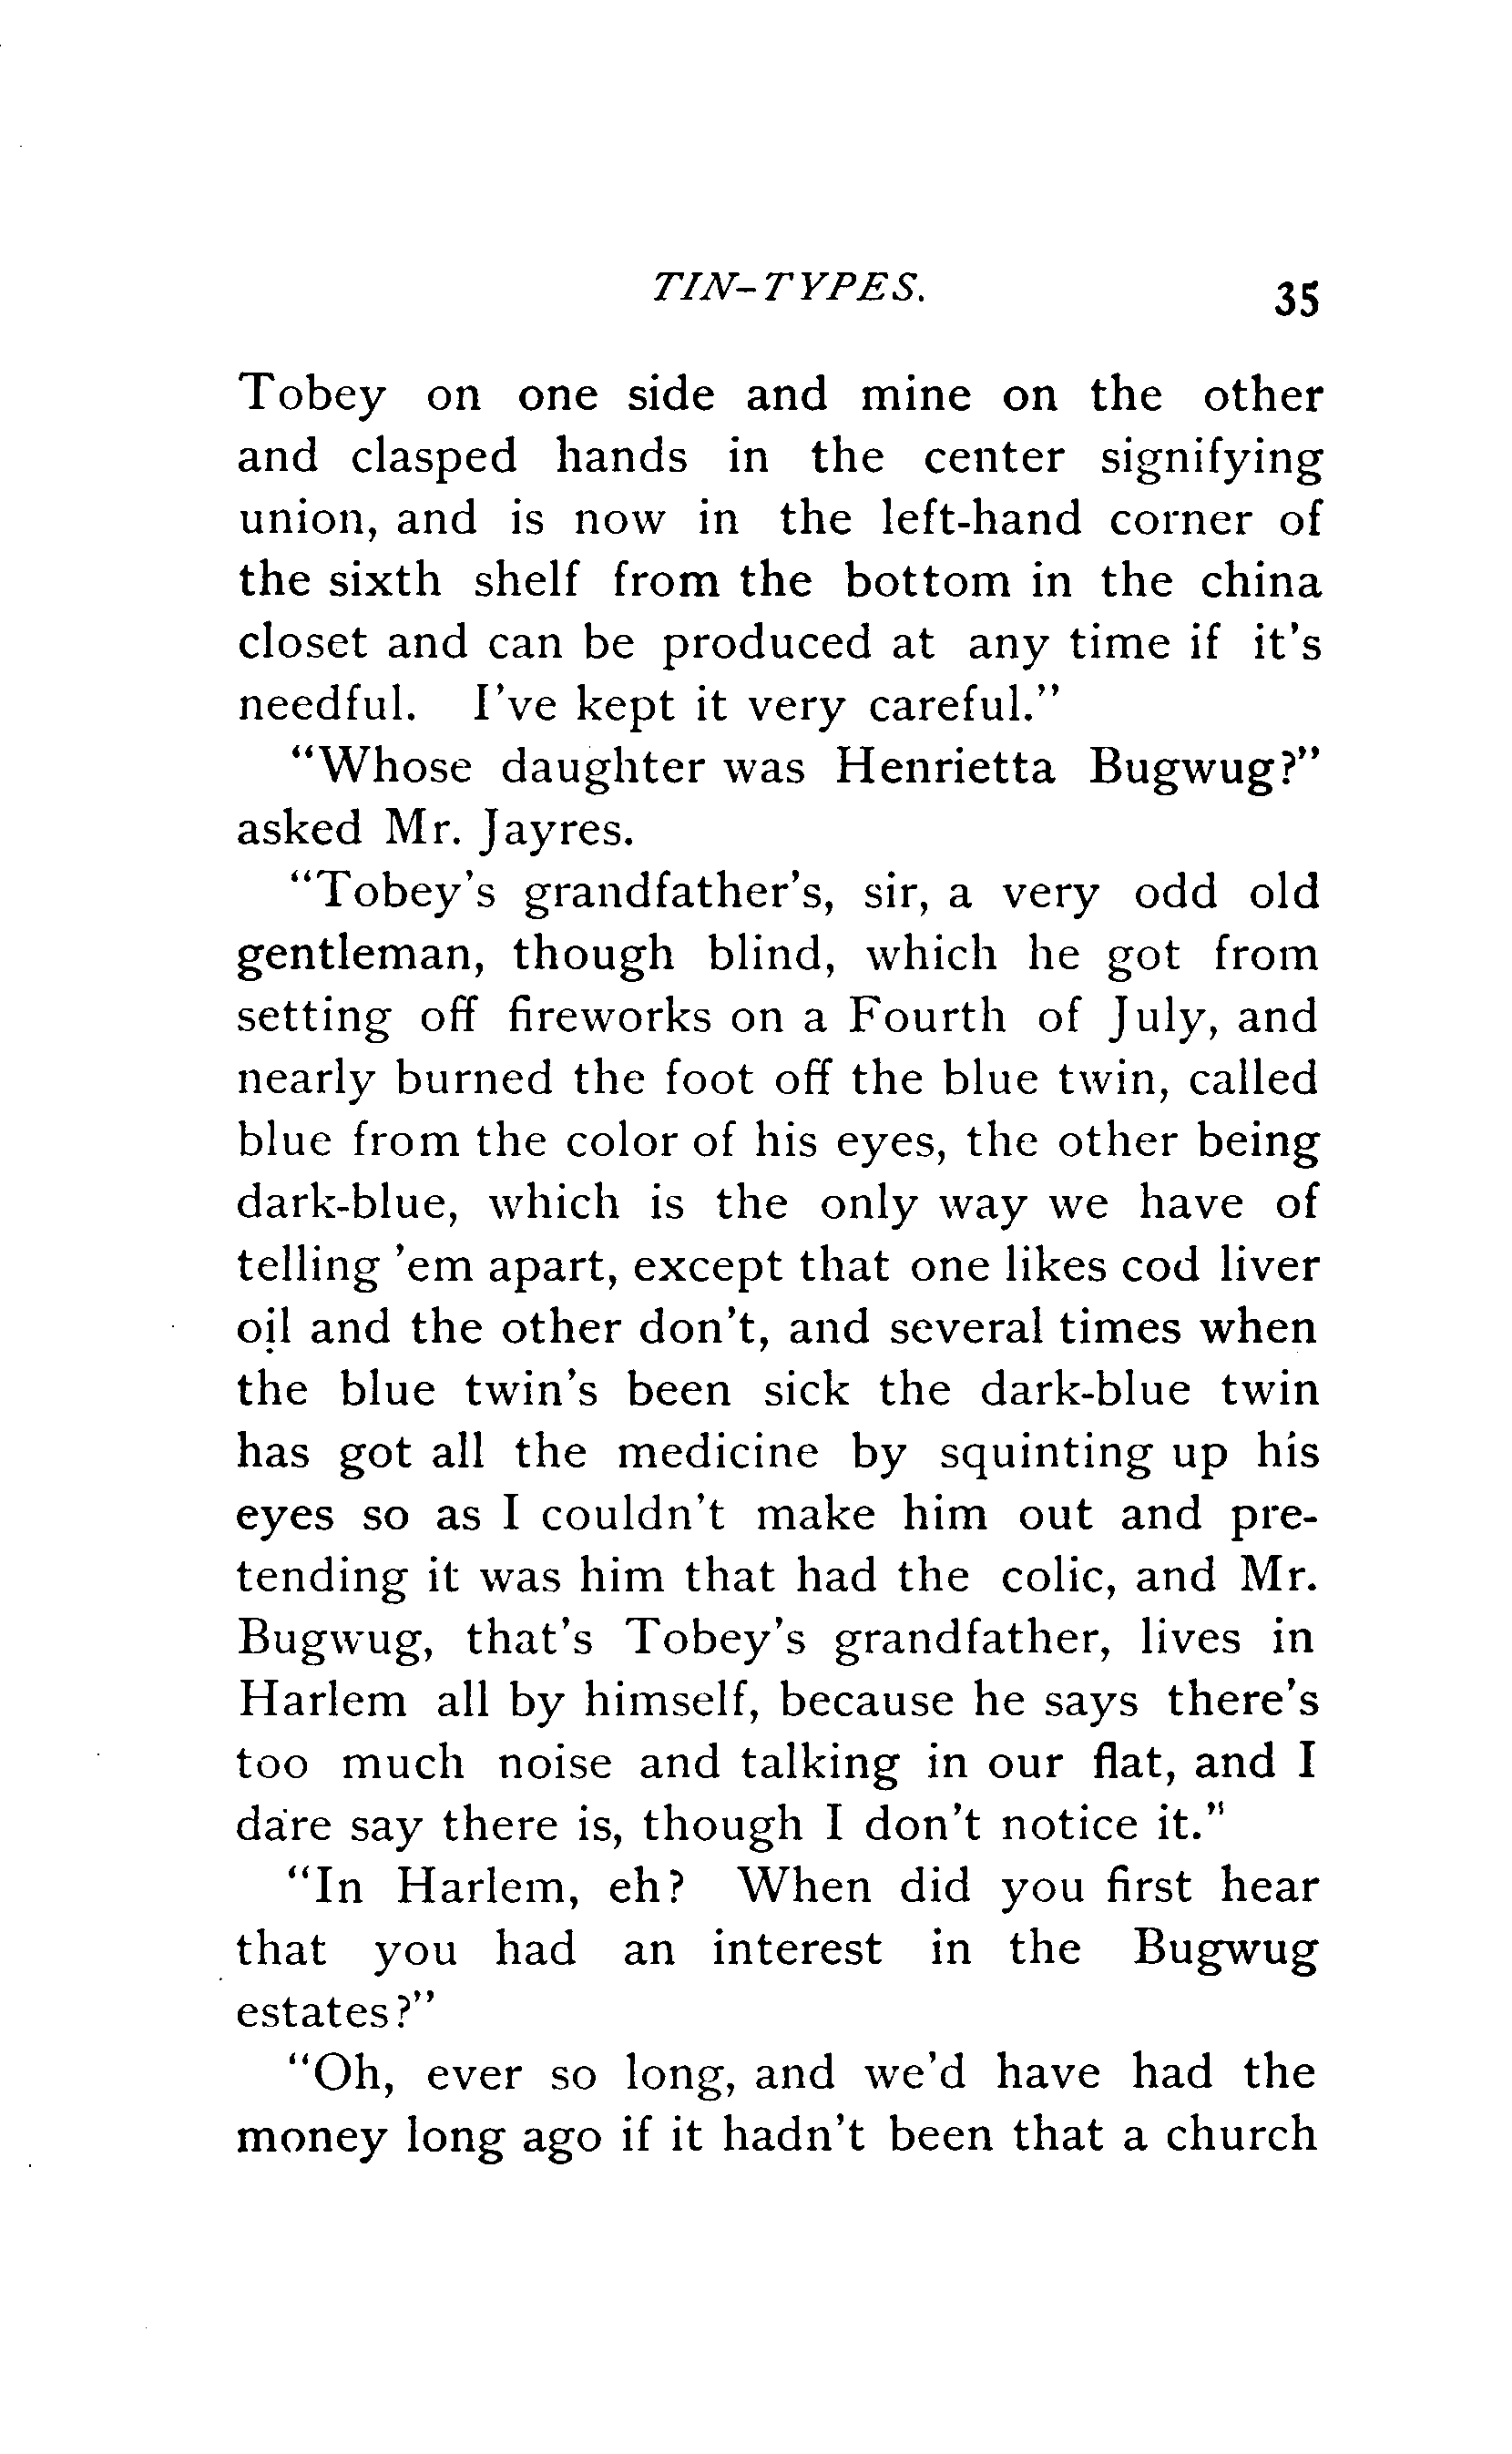 TIN-TYPES. 35
Tobey on one side and mine on the other
and clasped hands in the center signifying
union, and is now in the left-hand corner of
the sixth shelf from the bottom in the china
closet and can be produced at any time if it's
needful. I've kept it very careful."
"Whose daughter was Henrietta Bugwug?"
asked Mr. Jayres.
"Tobey's grandfather's, sir, a very odd old
gentleman, though blind, which he got from
setting off fireworks on a Fourth of July, and
nearly burned the foot off the blue twin, called
blue from the color of his eyes, the other being
dark-blue, which is the only way we have of
telling 'em apart, except that one likes cod liver
oil and the other don't, and several times when
the blue twin's been sick the dark-blue twin
has got all the medicine by squinting up his
eyes so as I couldn't make him out and pre-
tending it was him that had the colic, and Mr.
Bugwug, that's Tobey's grandfather, lives in
Harlem all by himself, because he says there's
too much noise and talking in our flat, and I
dare say there is, though I don't notice it."
"In Harlem, eh? When did you first hear
that you had an interest in the Bugwug
estates?"
"Oh, ever so long, and we'd have had the
money long ago if it hadn't been that a church